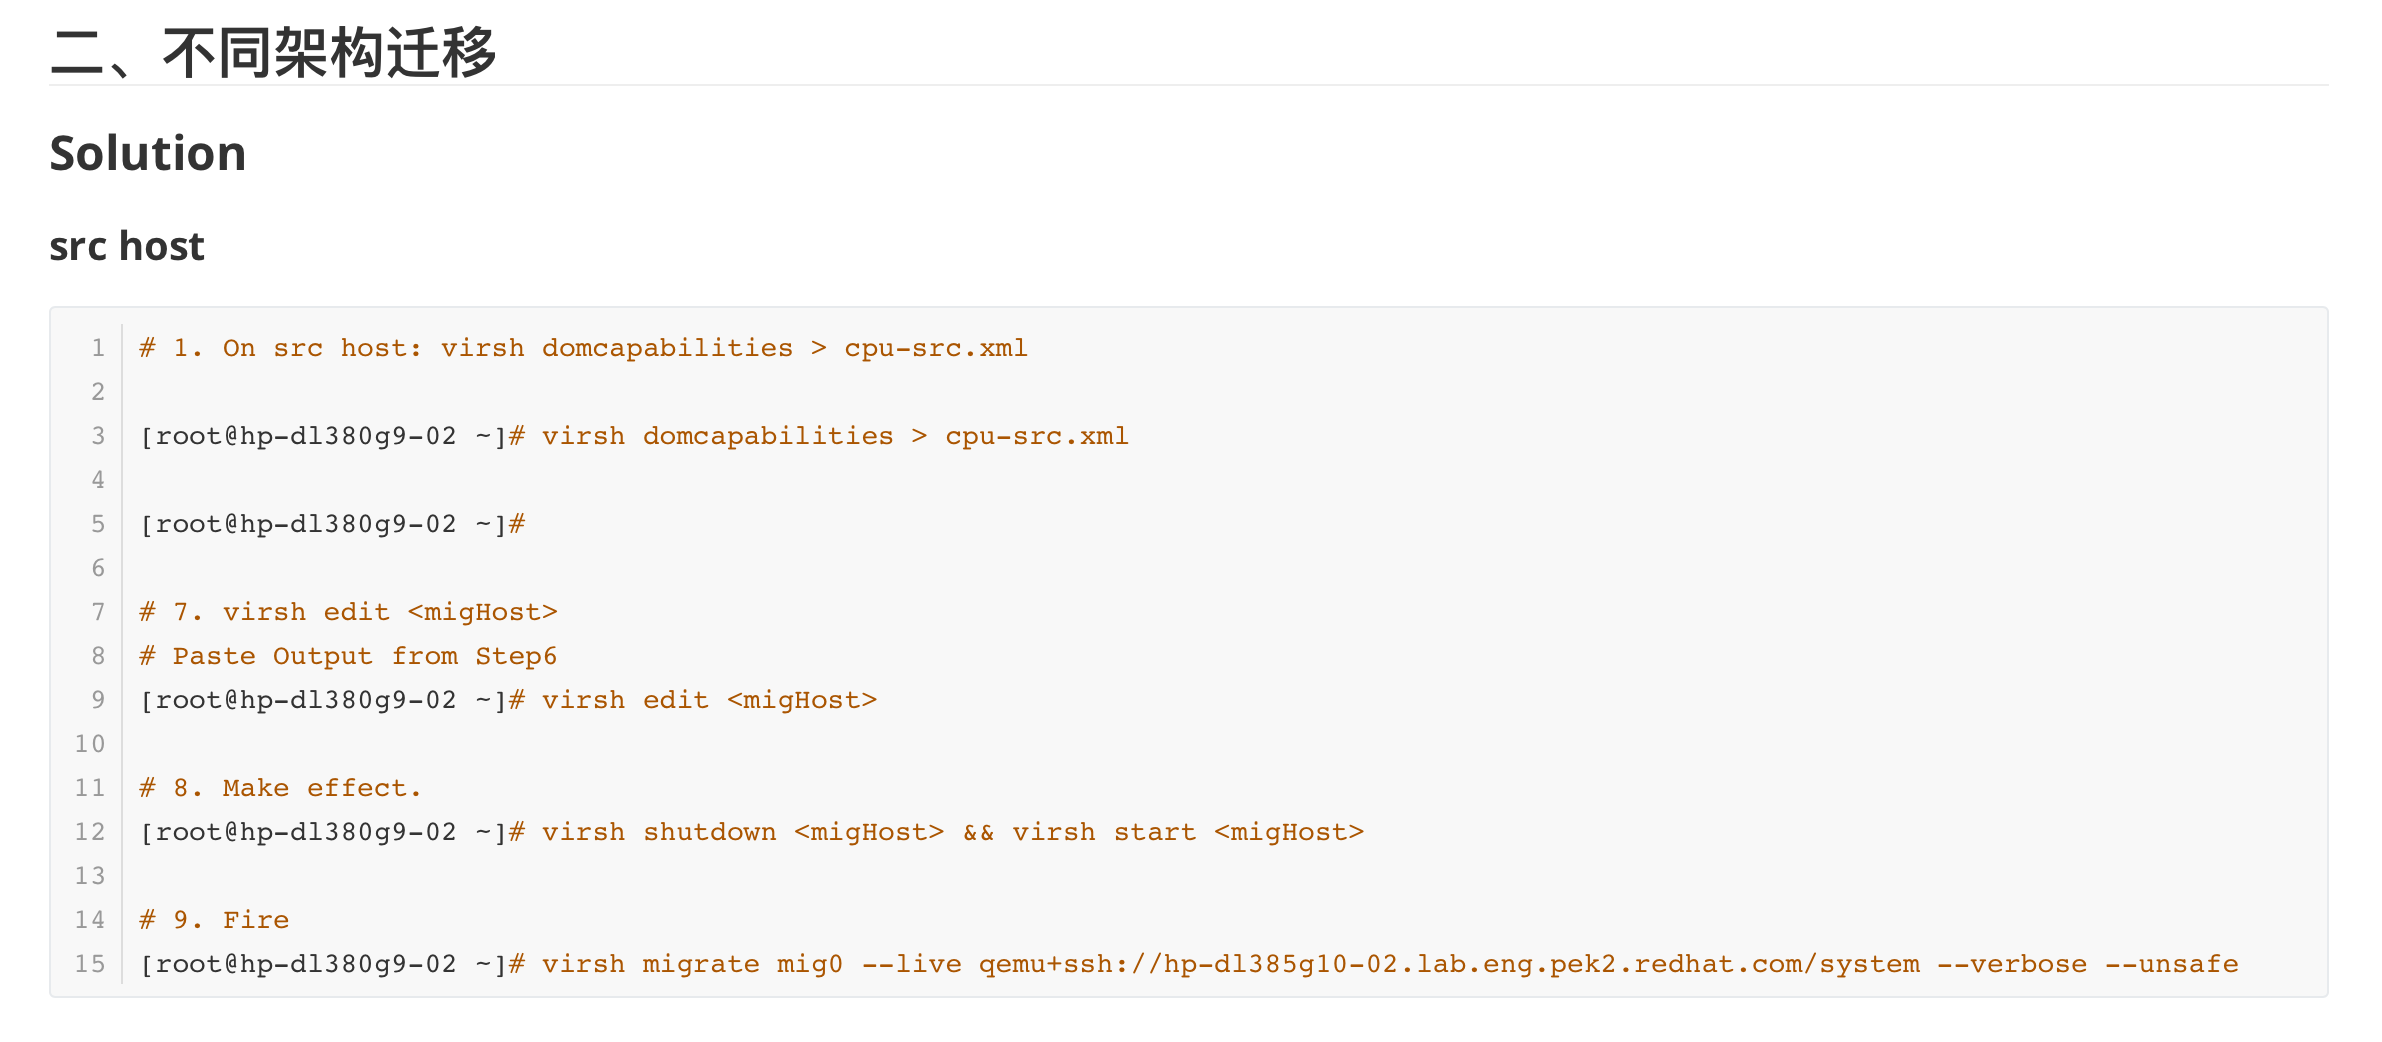 二、不同架构迁移
Solution
src host
1 # 1. On src host: virsh domcapabilities > cpu-src.xml
2
3 [root@hp-dl380g9-02 ~]# virsh domcapabilities > cpu-src.xml
4
5 [root@hp-dl380g9-02 ~]#
6
7 # 7. virsh edit <migHost>
8 # Paste Output from Step6
9 [root@hp-dl380g9-02 ~]# virsh edit <migHost>
10
11 # 8. Make effect.
12 [root@hp-dl380g9-02 ~]# virsh shutdown <migHost> && virsh start <migHost>
13
14 # 9. Fire
15 [root@hp-dl380g9-02 ~]# virsh migrate mig0 --live qemu+ssh://hp-dl385g10-02.lab.eng.pek2.redhat.com/system --verbose --unsafe